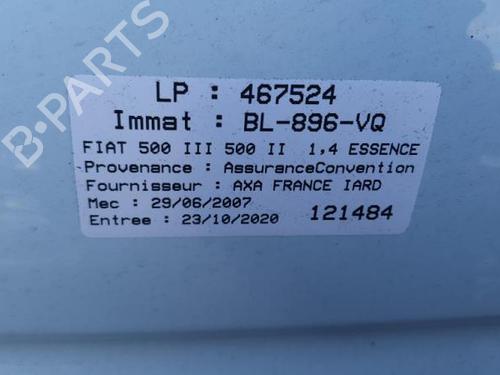 LP : 467524
Immat : BL-896-VQ
FIAT 500 III 500 II 1,4 ESSENCE
Provenance : AssuranceConvention
Fournisseur : AXA FRANCE IARD
Mec : 29/06/2007
Entree : 23/10/2020 121484
B-PARTS